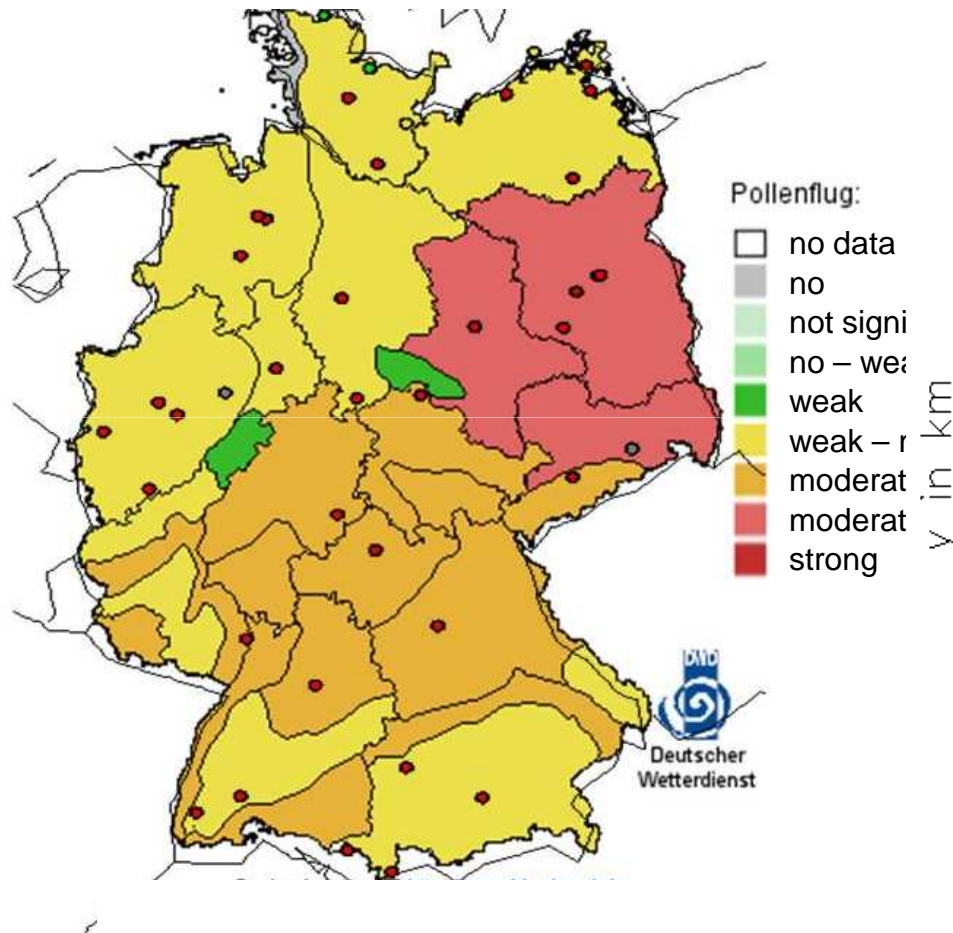 Pollenflug:
no data
no
not signi
no – wea
weak
weak – r
moderat
moderat
strong
y in km
DWD
Deutscher
Wetterdienst